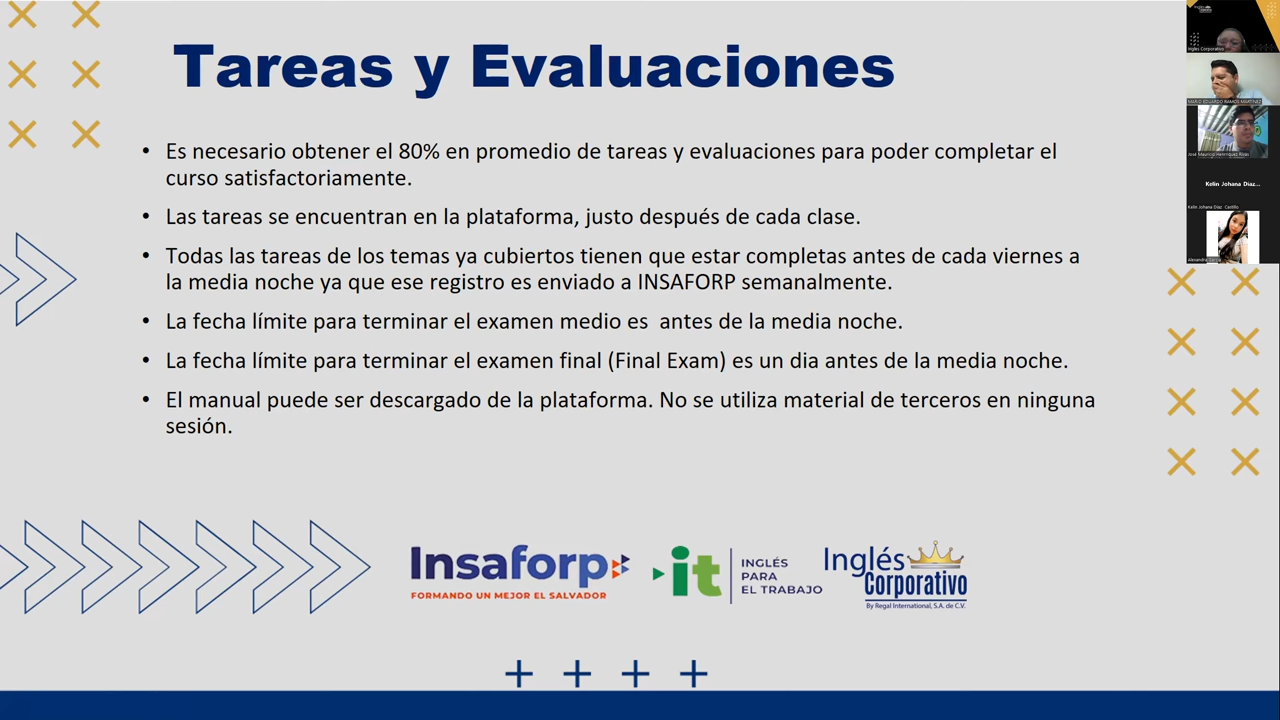 Tareas y Evaluaciones
• Es necesario obtener el 80% en promedio de tareas y evaluaciones para poder completar el
curso satisfactoriamente.
• Las tareas se encuentran en la plataforma, justo después de cada clase.
• Todas las tareas de los temas ya cubiertos tienen que estar completas antes de cada viernes a
la media noche ya que ese registro es enviado a INSAFORP semanalmente.
• La fecha límite para terminar el examen medio es  antes de la media noche.
• La fecha límite para terminar el examen final (Final Exam) es un dia antes de la media noche.
• El manual puede ser descargado de la plataforma. No se utiliza material de terceros en ninguna
sesión.
Insaforp
FORMANDO UN MEJOR EL SALVADOR
it
INGLÉS
PARA
EL TRABAJO
Inglés
Corporativo
By Regal International, S.A. de C.V.
Inglés Corporativo
MARIO EDUARDO RAMOS MARTINEZ
José Mauricio Henríquez Rivas
Kelin Johana Díaz...
Kelin Johana Díaz Castillo